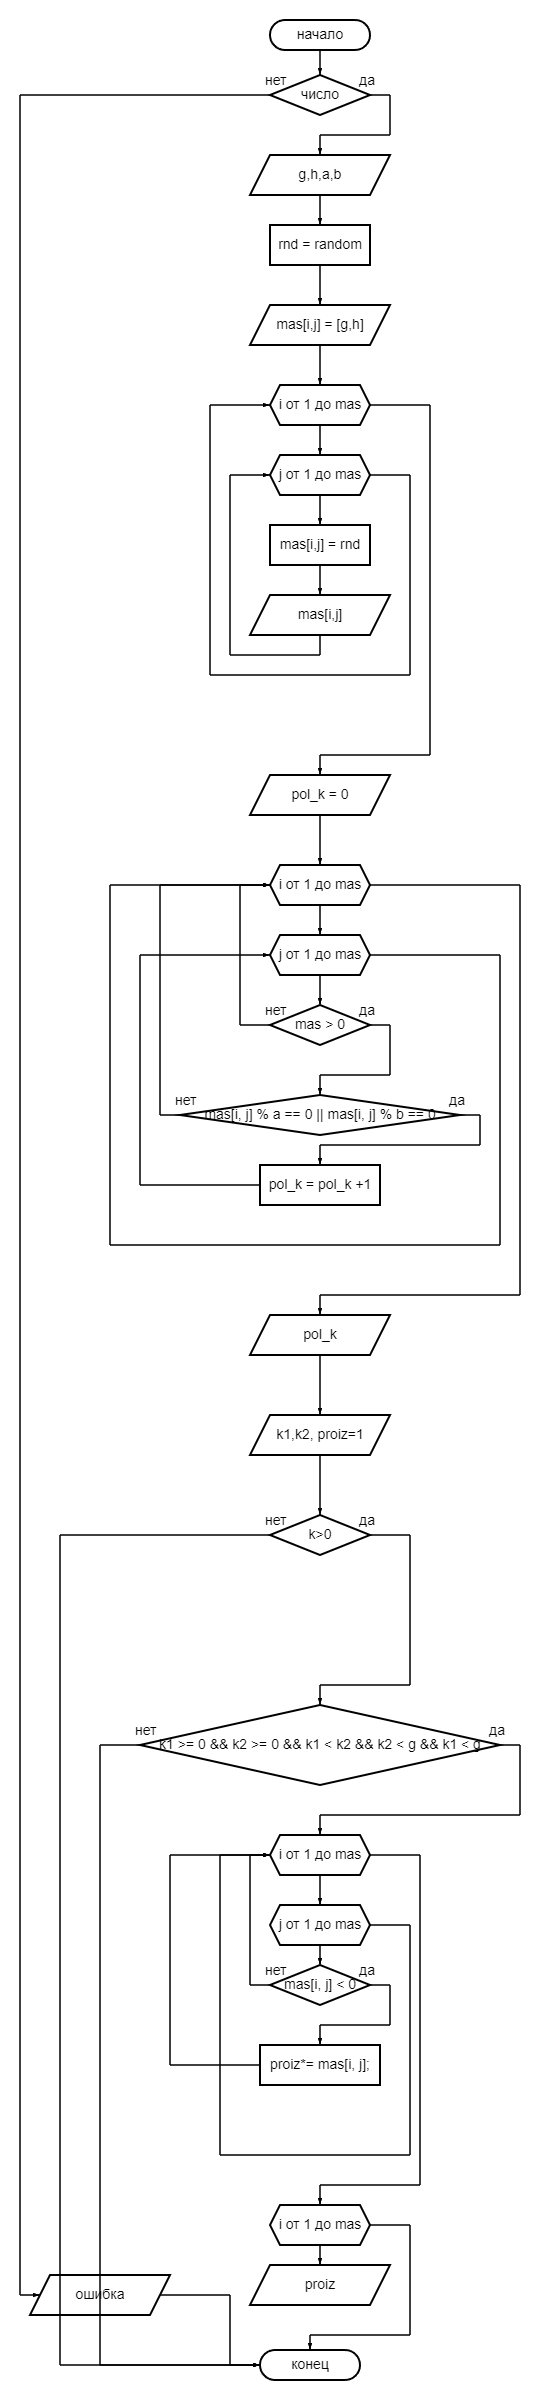 начало
нет
да
число
g,h,a,b
rnd = random
mas[i,j] = [g,h]
i от 1 до mas
j от 1 до mas
mas[i,j] = rnd
mas[i,j]
pol_k = 0
i от 1 до mas
j от 1 до mas
нет
да
mas > 0
нет
да
mas[i, j] % a == 0 || mas[i, j] % b == 0
pol_k = pol_k +1
pol_k
k1,k2, proiz=1
нет
да
k>0
нет
да
k1 >= 0 && k2 >= 0 && k1 < k2 && k2 < g && k1 < g
i от 1 до mas
j от 1 до mas
нет
да
mas[i, j] < 0
proiz*= mas[i, j];
i от 1 до mas
proiz
ошибка
конец